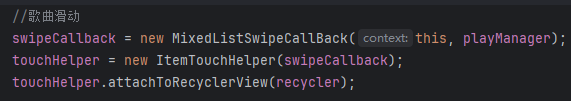 //歌曲滑动
swipeCallback = new MixedListSwipeCallBack( context: this, playManager);
touchHelper = new ItemTouchHelper(swipeCallback);
touchHelper.attachToRecyclerView(recycler);